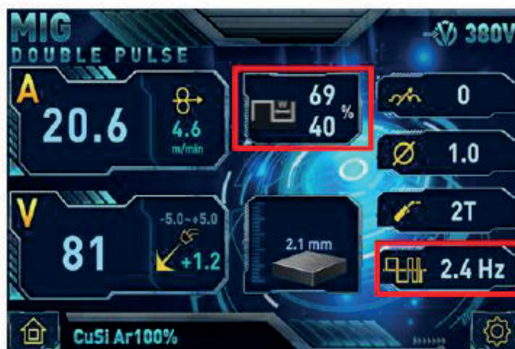 MIG
DOUBLE PULSE
380V
A
20.6
4.6
m/min
69
40
%
0
1.0
2T
2.4 Hz
V
81
-5.0~+5.0
+1.2
2.1 mm
CuSi Ar100%